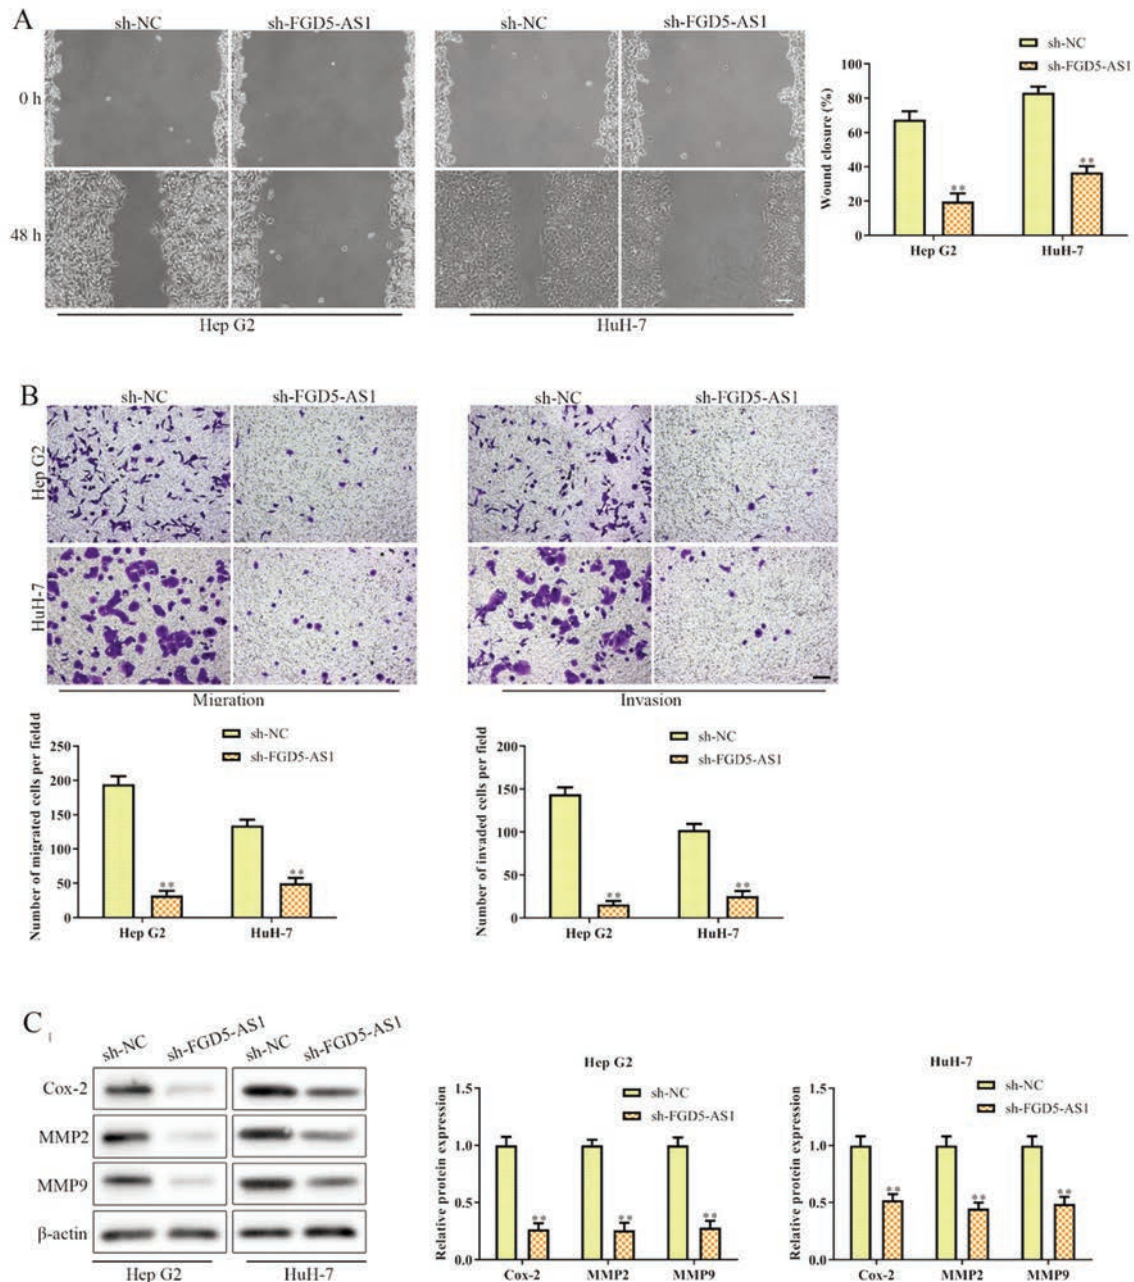 A
sh-NC
sh-FGD5-AS1
sh-NC
sh-FGD5-AS1
0 h
48 h
Hep G2
HuH-7
sh-NC
sh-FGD5-AS1
Wound closure (%)
100
80
60
40
20
0
**
**
Hep G2
HuH-7
B
sh-NC
sh-FGD5-AS1
sh-NC
sh-FGD5-AS1
Hep G2
HuH-7
Migration
Invasion
sh-NC
sh-FGD5-AS1
Number of migrated cells per fieldd
250
200
150
100
50
0
**
**
Hep G2
HuH-7
sh-NC
sh-FGD5-AS1
Number of invaded cells per field
200
150
100
50
0
**
**
Hep G2
HuH-7
C
sh-NC
sh-FGD5-AS1
sh-NC
sh-FGD5-AS1
Cox-2
MMP2
MMP9
β-actin
Hep G2
HuH-7
Hep G2
sh-NC
sh-FGD5-AS1
Relative protein expression
1.5
1.0
0.5
0.0
**
**
**
Cox-2
MMP2
MMP9
HuH-7
sh-NC
sh-FGD5-AS1
Relative protein expression
1.5
1.0
0.5
0.0
**
**
**
Cox-2
MMP2
MMP9